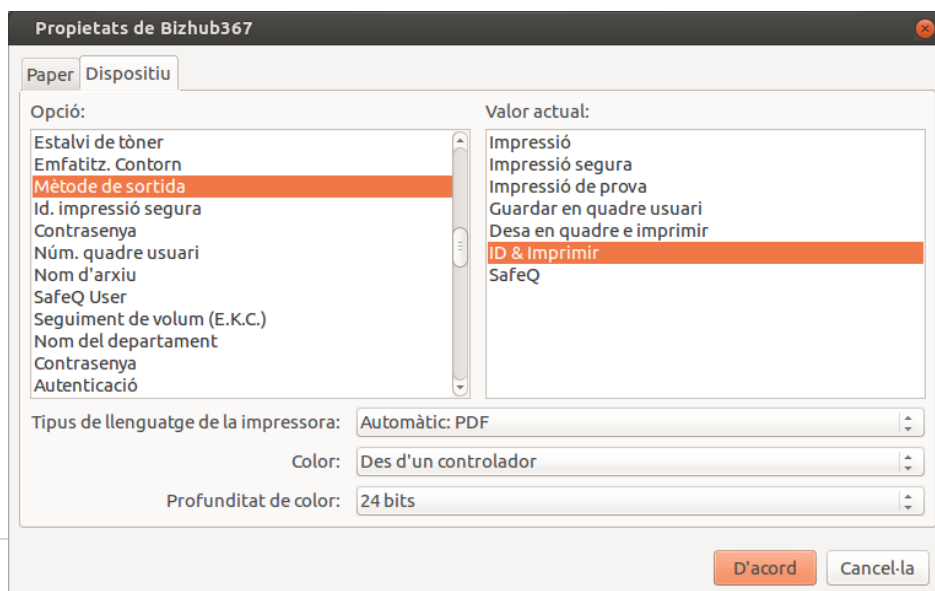 Propietats de Bizhub367
Paper
Dispositiu
Opció:
Estalvi de tòner
Emfatitz. Contorn
Mètode de sortida
Id. impressió segura
Contrasenya
Núm. quadre usuari
Nom d'arxiu
SafeQ User
Seguiment de volum (E.K.C.)
Nom del departament
Contrasenya
Autenticació
Valor actual:
Impressió
Impressió segura
Impressió de prova
Guardar en quadre usuari
Desa en quadre e imprimir
ID & Imprimir
SafeQ
Tipus de llenguatge de la impressora: Automàtic: PDF
Color: Des d'un controlador
Profunditat de color: 24 bits
D'acord
Cancel·la